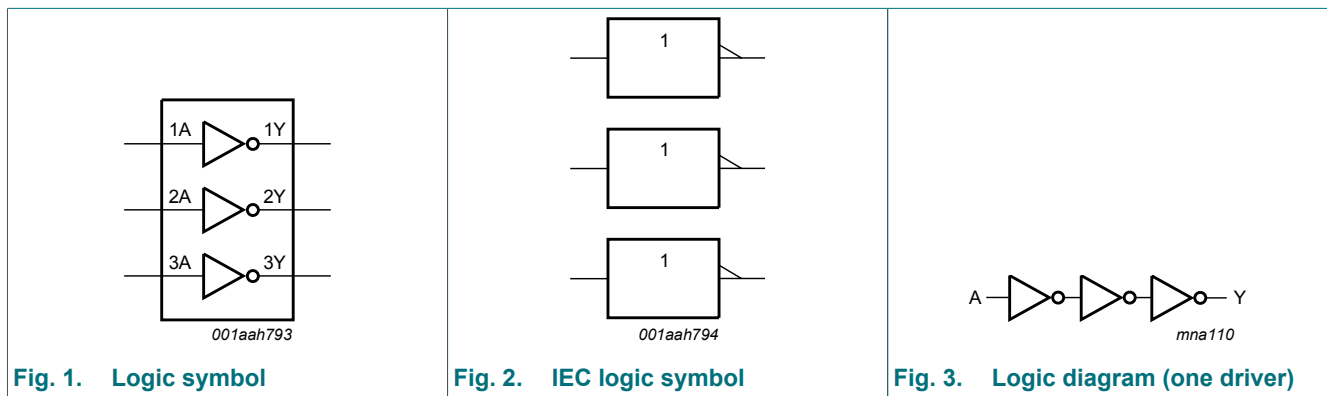 1A 1Y
2A 2Y
3A 3Y
001aah793
Fig. 1. Logic symbol
1
1
1
001aah794
Fig. 2. IEC logic symbol
A Y
mna110
Fig. 3. Logic diagram (one driver)